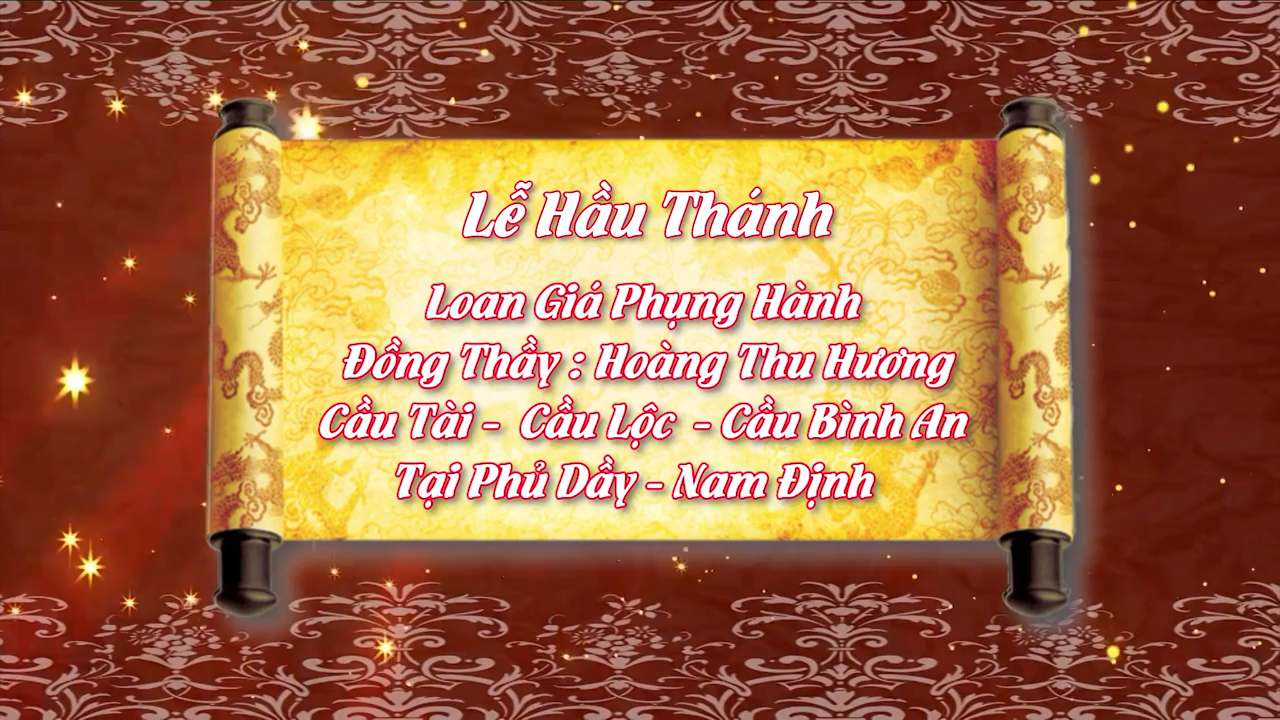 Lễ Hầu Thánh
Loan Giá Phụng Hành
Đồng Thầy : Hoàng Thu Hương
Cầu Tài - Cầu Lộc - Cầu Bình An
Tại Phủ Dầy - Nam Định